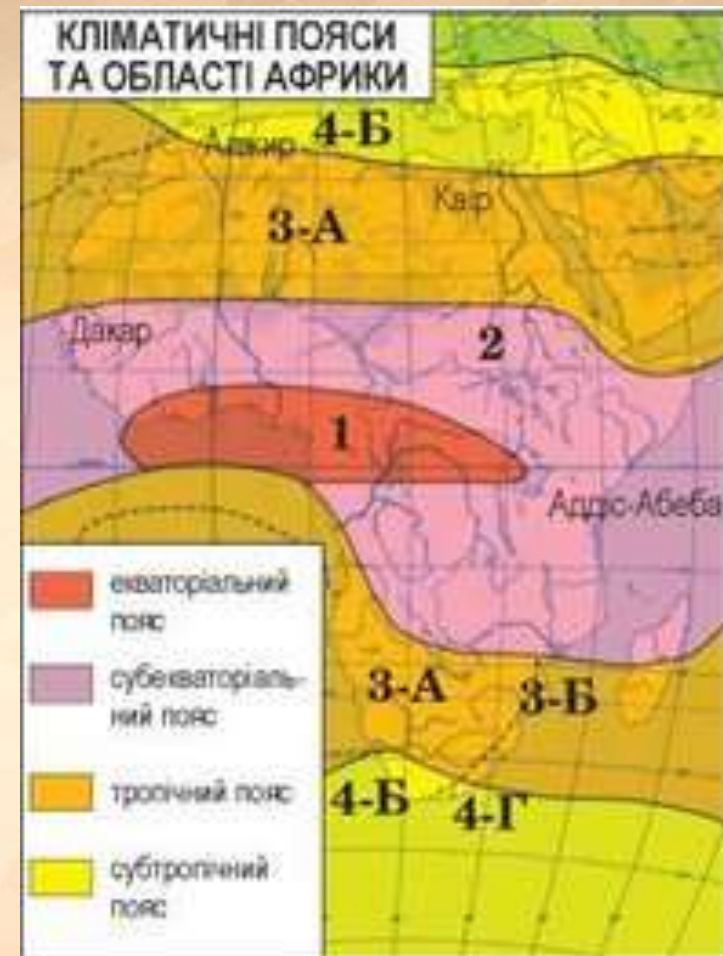 КЛІМАТИЧНІ ПОЯСИ
ТА ОБЛАСТІ АФРИКИ
4-Б
Алжир
Каїр
3-А
Дакар
2
1
Аддіс-Абеба
екваторіальний
пояс
субекваторіаль-
ний пояс
тропічний пояс
субтропічний
пояс
3-А
3-Б
4-Б
4-Г